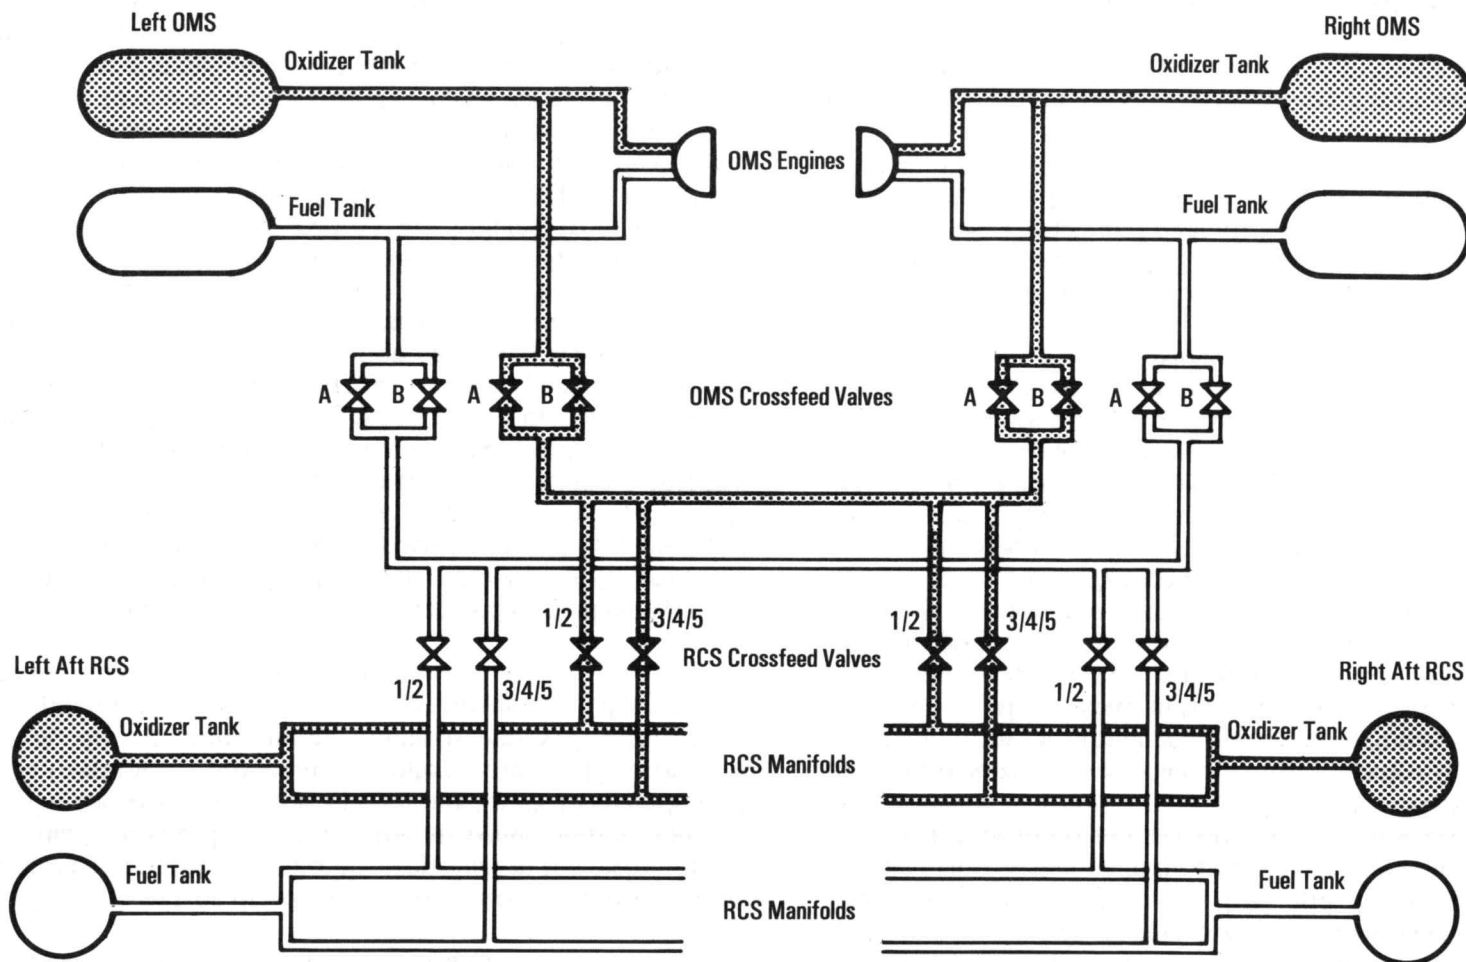 Left OMS
Right OMS
Oxidizer Tank
Oxidizer Tank
OMS Engines
Fuel Tank
Fuel Tank
A B A B
OMS Crossfeed Valves
A B A B
1/2 3/4/5
1/2 3/4/5
RCS Crossfeed Valves
Left Aft RCS
Right Aft RCS
1/2 3/4/5
1/2 3/4/5
Oxidizer Tank
Oxidizer Tank
RCS Manifolds
Fuel Tank
Fuel Tank
RCS Manifolds